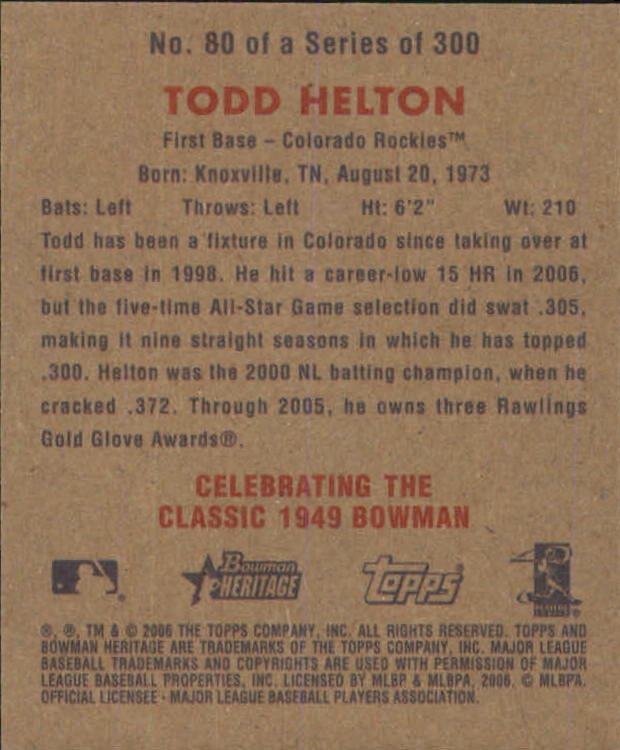 No. 80 of a Series of 300
TODD HELTON
First Base – Colorado Rockies™
Born: Knoxville, TN, August 20, 1973
Bats: Left Throws: Left Ht: 6'2" Wt: 210
Todd has been a fixture in Colorado since taking over at
first base in 1998. He hit a career-low 15 HR in 2006,
but the five-time All-Star Game selection did swat .305,
making it nine straight seasons in which he has topped
.300. Helton was the 2000 NL batting champion, when he
cracked .372. Through 2005, he owns three Rawlings
Gold Glove Awards®.
CELEBRATING THE
CLASSIC 1949 BOWMAN
Bowman
HERITAGE
topps
®, ®, TM & © 2006 THE TOPPS COMPANY, INC. ALL RIGHTS RESERVED. TOPPS AND
BOWMAN HERITAGE ARE TRADEMARKS OF THE TOPPS COMPANY, INC. MAJOR LEAGUE
BASEBALL TRADEMARKS AND COPYRIGHTS ARE USED WITH PERMISSION OF MAJOR
LEAGUE BASEBALL PROPERTIES, INC. LICENSED BY MLBP & MLBPA, 2006. © MLBPA.
OFFICIAL LICENSEE - MAJOR LEAGUE BASEBALL PLAYERS ASSOCIATION.